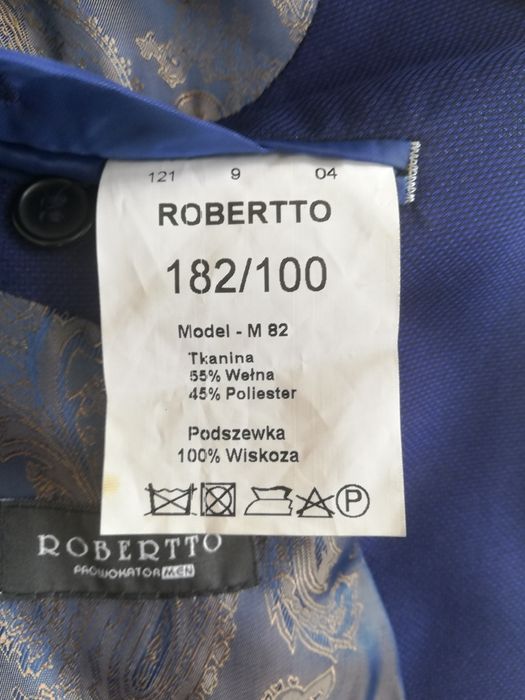 121 9 04
ROBERTTO
182/100
Model - M 82
Tkanina
55% Wełna
45% Poliester
Podszewka
100% Wiskoza
P
ROBERTTO
PROWOKATOR MEN